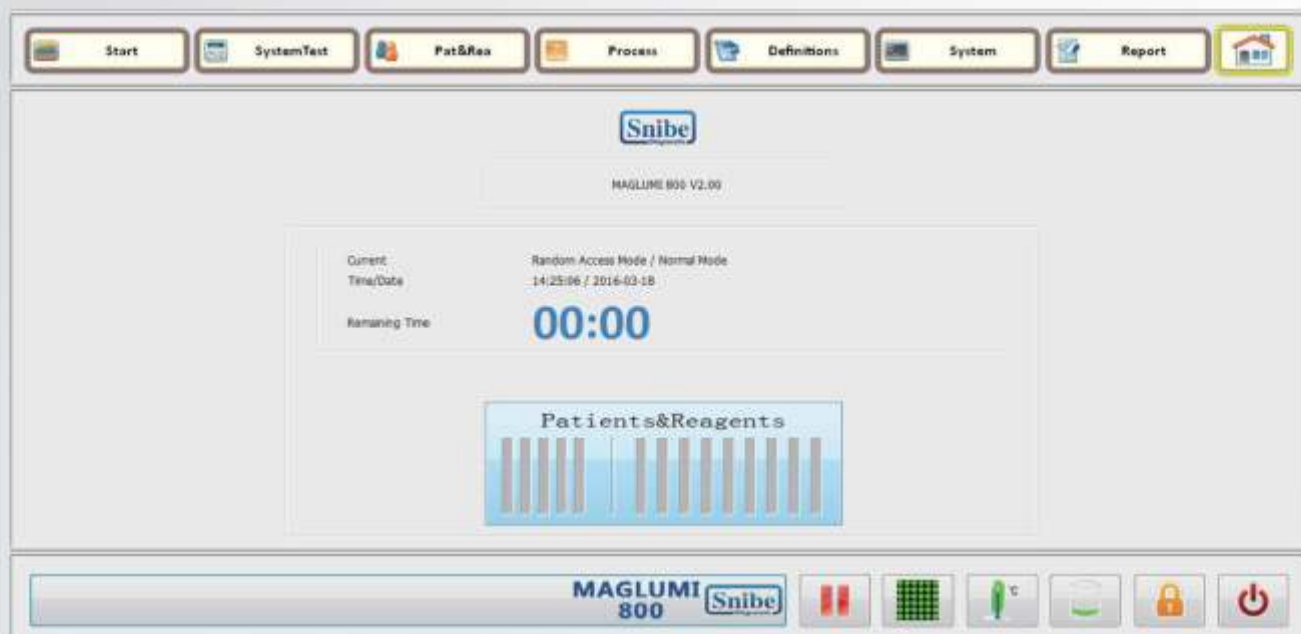 Start SystemTest Pat&Rea Process Definitions System Report
Snibe
MAGLUMI 800 V2.00
Current Random Access Mode / Normal Mode
Time/Date 14:25:06 / 2016-03-18
Remaining Time 00:00
Patients&Reagents
MAGLUMI
800
Snibe
°C